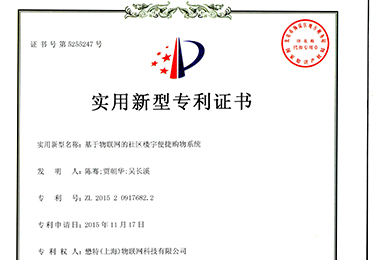 证书号第5255247号
实用新型专利证书
实用新型名称：基于物联网的社区楼宇便捷购物系统
发 明 人：陈骞;贾朝华;吴长溪
专 利 号：ZL 2015 2 0917682.2
专利申请日：2015年11月17日
专 利 权 人：懋特(上海)物联网科技有限公司